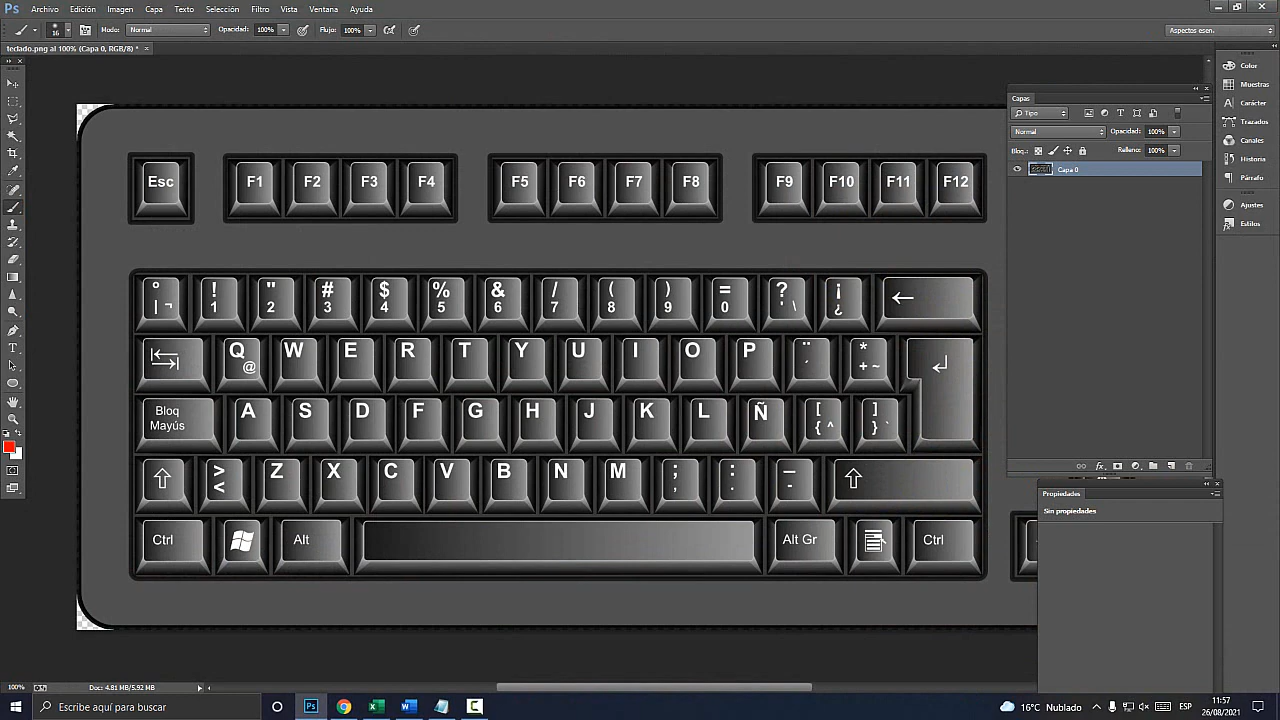 Ps Archivo Edición Imagen Capa Texto Selección Filtro Vista Ventana Ayuda
16 Modo: Normal Opacidad: 100% Flujo: 100% Aspectos esen.
teclado.png al 100% (Capa 0, RGB/8) * ×
Color
Muestras
Carácter
Trazados
Canales
Historia
Párrafo
Ajustes
Estilos
Capas
Tipo
Normal Opacidad: 100%
Bloq.: Relleno: 100%
Capa 0
Propiedades
Sin propiedades
Esc F1 F2 F3 F4 F5 F6 F7 F8 F9 F10 F11 F12
° ! " # $ % & / ( ) = ? ¡ ←
| ¬ 1 2 3 4 5 6 7 8 9 0 ' \ ¿
Q W E R T Y U I O P ¨ *
@ ´ + ~
Bloq
Mayús
A S D F G H J K L Ñ [ ]
{ ^ } `
> Z X C V B N M ; : _
< , . -
Ctrl Alt Alt Gr Ctrl
100% Doc: 4.81 MB/5.92 MB
Escribe aquí para buscar
16°C Nublado ESP 11:57
26/08/2021